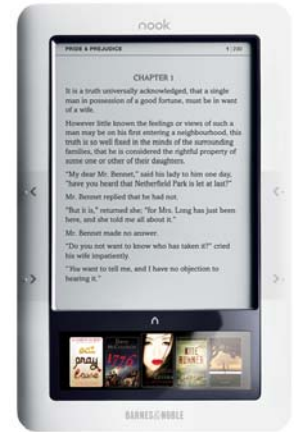 nook
PRIDE & PREJUDICE
CHAPTER 1
It is a truth universally acknowledged, that a single
man in possession of a good fortune, must be in want
of a wife.
However little known the feelings or views of such a
man may be on his first entering a neighbourhood, this
truth is so well fixed in the minds of the surrounding
families, that he is considered the rightful property of
some one or other of their daughters.
"My dear Mr. Bennet," said his lady to him one day,
"have you heard that Netherfield Park is let at last?"
Mr. Bennet replied that he had not.
"But it is," returned she; "for Mrs. Long has just been
here, and she told me all about it."
Mr. Bennet made no answer.
"Do you not want to know who has taken it?" cried
his wife impatiently.
"You want to tell me, and I have no objection to
hearing it."
eat
pray
love
1776
KITE
RUNNER
BARNES&NOBLE